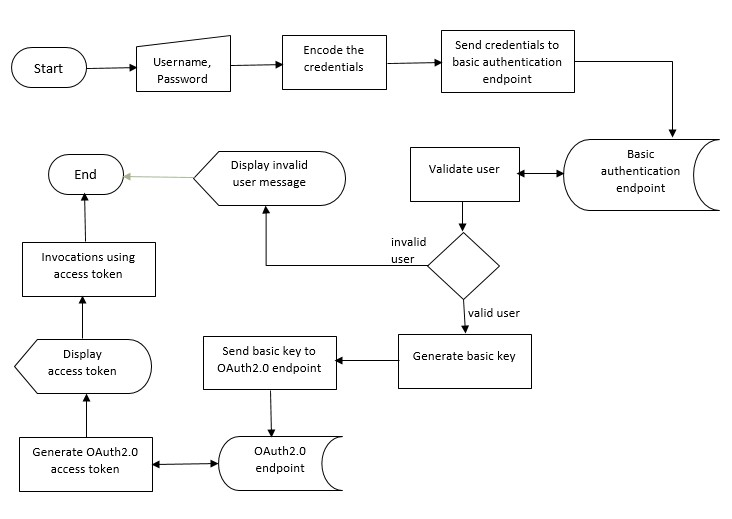 Start
Username,
Password
Encode the
credentials
Send credentials to
basic authentication
endpoint
Basic
authentication
endpoint
Validate user
invalid
user
valid user
Display invalid
user message
End
Generate basic key
Send basic key to
OAuth2.0 endpoint
OAuth2.0
endpoint
Generate OAuth2.0
access token
Display
access token
Invocations using
access token